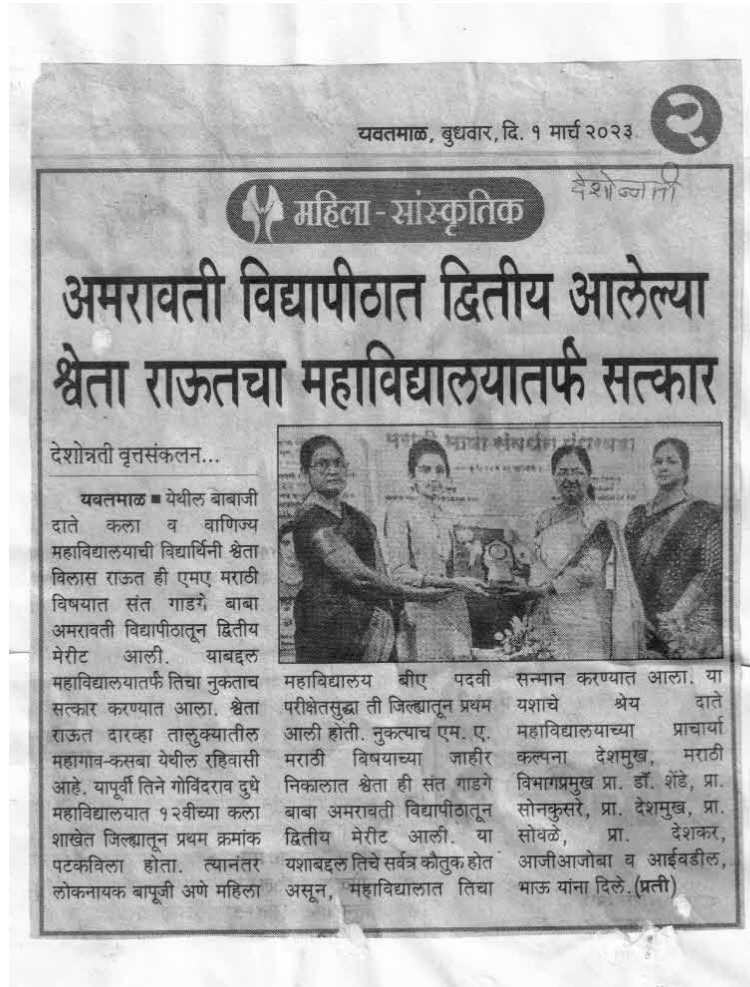 यवतमाळ, बुधवार, दि. १ मार्च २०२३
२
देशोन्नती
महिला - सांस्कृतिक
अमरावती विद्यापीठात द्वितीय आलेल्या
श्वेता राऊतचा महाविद्यालयातर्फे सत्कार
देशोन्नती वृत्तसंकलन...
यवतमाळ ■ येथील बाबाजी
दाते कला व वाणिज्य
महाविद्यालयाची विद्यार्थिनी श्वेता
विलास राऊत ही एमए मराठी
विषयात संत गाडगे बाबा
अमरावती विद्यापीठातून द्वितीय
मेरीट आली. याबद्दल
महाविद्यालयातर्फे तिचा नुकताच
सत्कार करण्यात आला. श्वेता
राऊत दारव्हा तालुक्यातील
महागाव-कसबा येथील रहिवासी
आहे. यापूर्वी तिने गोविंदराव दुधे
महाविद्यालयात १२वीच्या कला
शाखेत जिल्ह्यातून प्रथम क्रमांक
पटकविला होता. त्यानंतर
लोकनायक बापूजी अणे महिला
मराठी भाषा संवर्धन
महाविद्यालय बीए पदवी
परीक्षेतसुद्धा ती जिल्ह्यातून प्रथम
आली होती. नुकत्याच एम. ए.
मराठी विषयाच्या जाहीर
निकालात श्वेता ही संत गाडगे
बाबा अमरावती विद्यापीठातून
द्वितीय मेरीट आली. या
यशाबद्दल तिचे सर्वत्र कौतुक होत
असून, महाविद्यालात तिचा
सन्मान करण्यात आला. या
यशाचे श्रेय दाते
महाविद्यालयाच्या प्राचार्या
कल्पना देशमुख, मराठी
विभागप्रमुख प्रा. डॉ. शेंडे, प्रा.
सोनकुसरे, प्रा. देशमुख, प्रा.
सोवळे, प्रा. देशकर,
आजीआजोबा व आईवडील,
भाऊ यांना दिले.(प्रती)